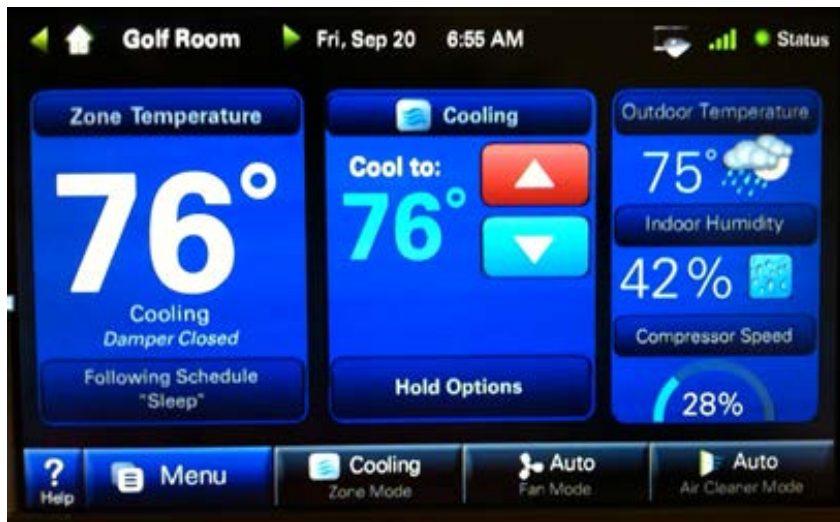 Golf Room
Fri, Sep 20 6:55 AM
Status
Zone Temperature
76°
Cooling
Damper Closed
Following Schedule
"Sleep"
Cooling
Cool to:
76°
Hold Options
Outdoor Temperature
75°
Indoor Humidity
42%
Compressor Speed
28%
?
Help
Menu
Cooling
Zone Mode
Auto
Fan Mode
Auto
Air Cleaner Mode